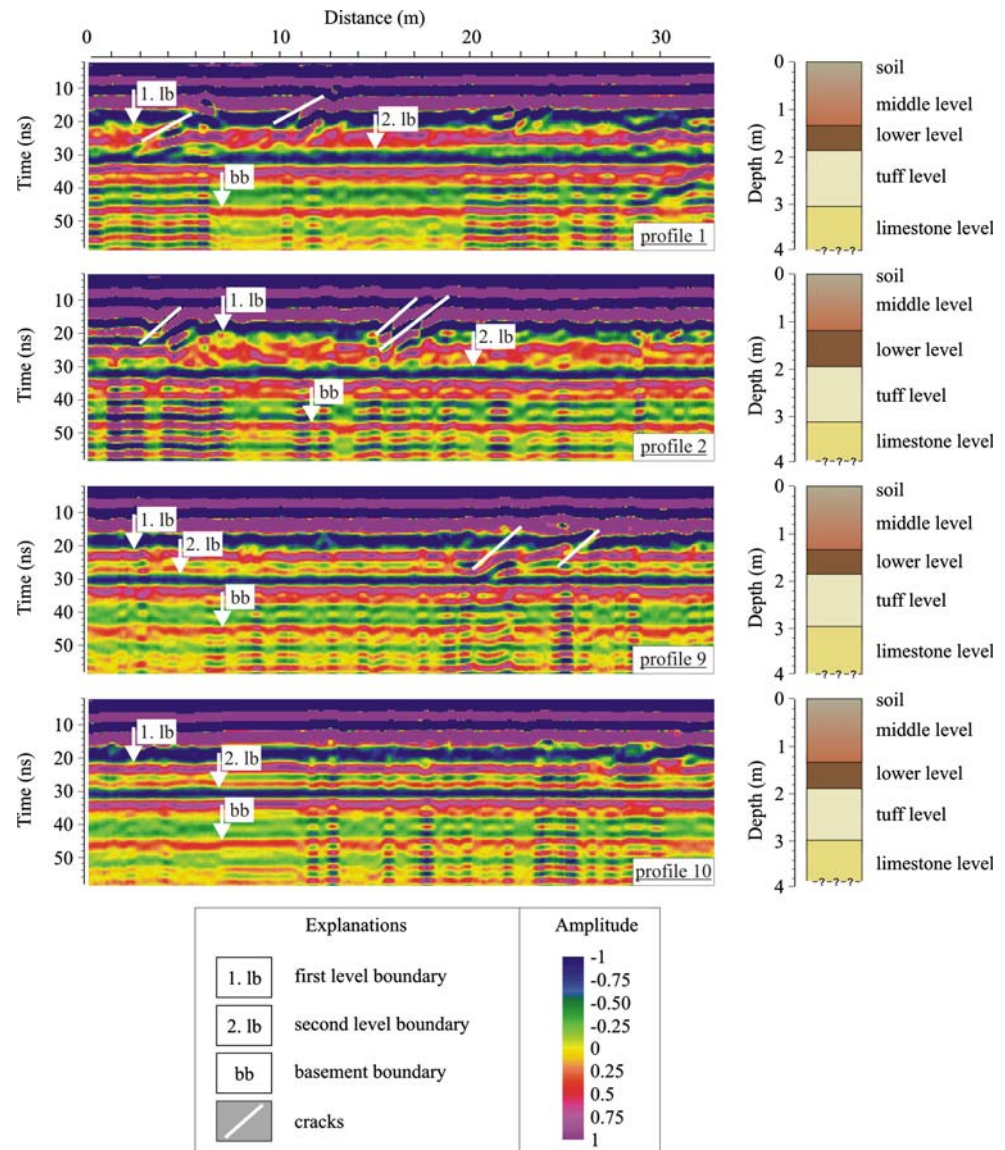 Distance (m)
0 10 20 30
Time (ns)
10
20
30
40
50
1. lb
2. lb
bb
profile 1
Depth (m)
0
1
2
3
4
soil
middle level
lower level
tuff level
limestone level
-?-?-?-
Time (ns)
10
20
30
40
50
1. lb
2. lb
bb
profile 2
Depth (m)
0
1
2
3
4
soil
middle level
lower level
tuff level
limestone level
-?-?-?-
Time (ns)
10
20
30
40
50
1. lb
2. lb
bb
profile 9
Depth (m)
0
1
2
3
4
soil
middle level
lower level
tuff level
limestone level
-?-?-?-
Time (ns)
10
20
30
40
50
1. lb
2. lb
bb
profile 10
Depth (m)
0
1
2
3
4
soil
middle level
lower level
tuff level
limestone level
-?-?-?-
Explanations
1. lb first level boundary
2. lb second level boundary
bb basement boundary
cracks
Amplitude
-1
-0.75
-0.50
-0.25
0
0.25
0.5
0.75
1